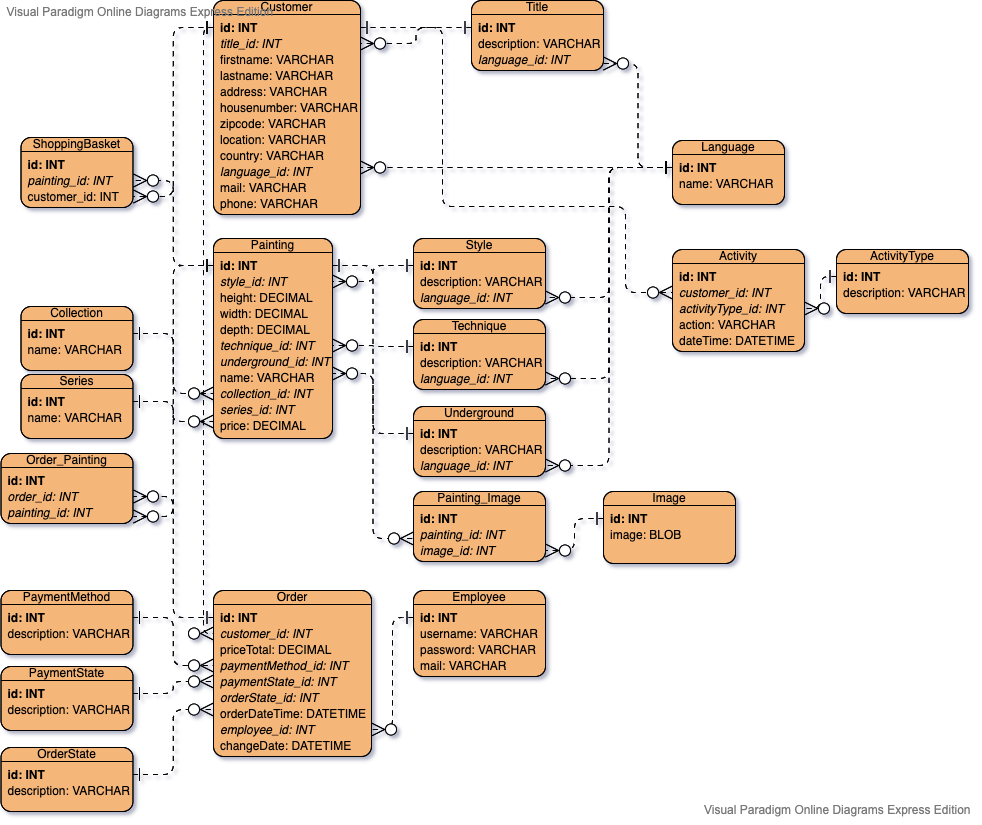 Visual Paradigm Online Diagrams Express Edition
Customer
id: INT
title_id: INT
firstname: VARCHAR
lastname: VARCHAR
address: VARCHAR
housenumber: VARCHAR
zipcode: VARCHAR
location: VARCHAR
country: VARCHAR
language_id: INT
mail: VARCHAR
phone: VARCHAR
Title
id: INT
description: VARCHAR
language_id: INT
ShoppingBasket
id: INT
painting_id: INT
customer_id: INT
Language
id: INT
name: VARCHAR
Painting
id: INT
style_id: INT
height: DECIMAL
width: DECIMAL
depth: DECIMAL
technique_id: INT
underground_id: INT
name: VARCHAR
collection_id: INT
series_id: INT
price: DECIMAL
Style
id: INT
description: VARCHAR
language_id: INT
Activity
id: INT
customer_id: INT
activityType_id: INT
action: VARCHAR
dateTime: DATETIME
ActivityType
id: INT
description: VARCHAR
Collection
id: INT
name: VARCHAR
Technique
id: INT
description: VARCHAR
language_id: INT
Series
id: INT
name: VARCHAR
Underground
id: INT
description: VARCHAR
language_id: INT
Order_Painting
id: INT
order_id: INT
painting_id: INT
Painting_Image
id: INT
painting_id: INT
image_id: INT
Image
id: INT
image: BLOB
PaymentMethod
id: INT
description: VARCHAR
Order
id: INT
customer_id: INT
priceTotal: DECIMAL
paymentMethod_id: INT
paymentState_id: INT
orderState_id: INT
orderDateTime: DATETIME
employee_id: INT
changeDate: DATETIME
Employee
id: INT
username: VARCHAR
password: VARCHAR
mail: VARCHAR
PaymentState
id: INT
description: VARCHAR
OrderState
id: INT
description: VARCHAR
Visual Paradigm Online Diagrams Express Edition